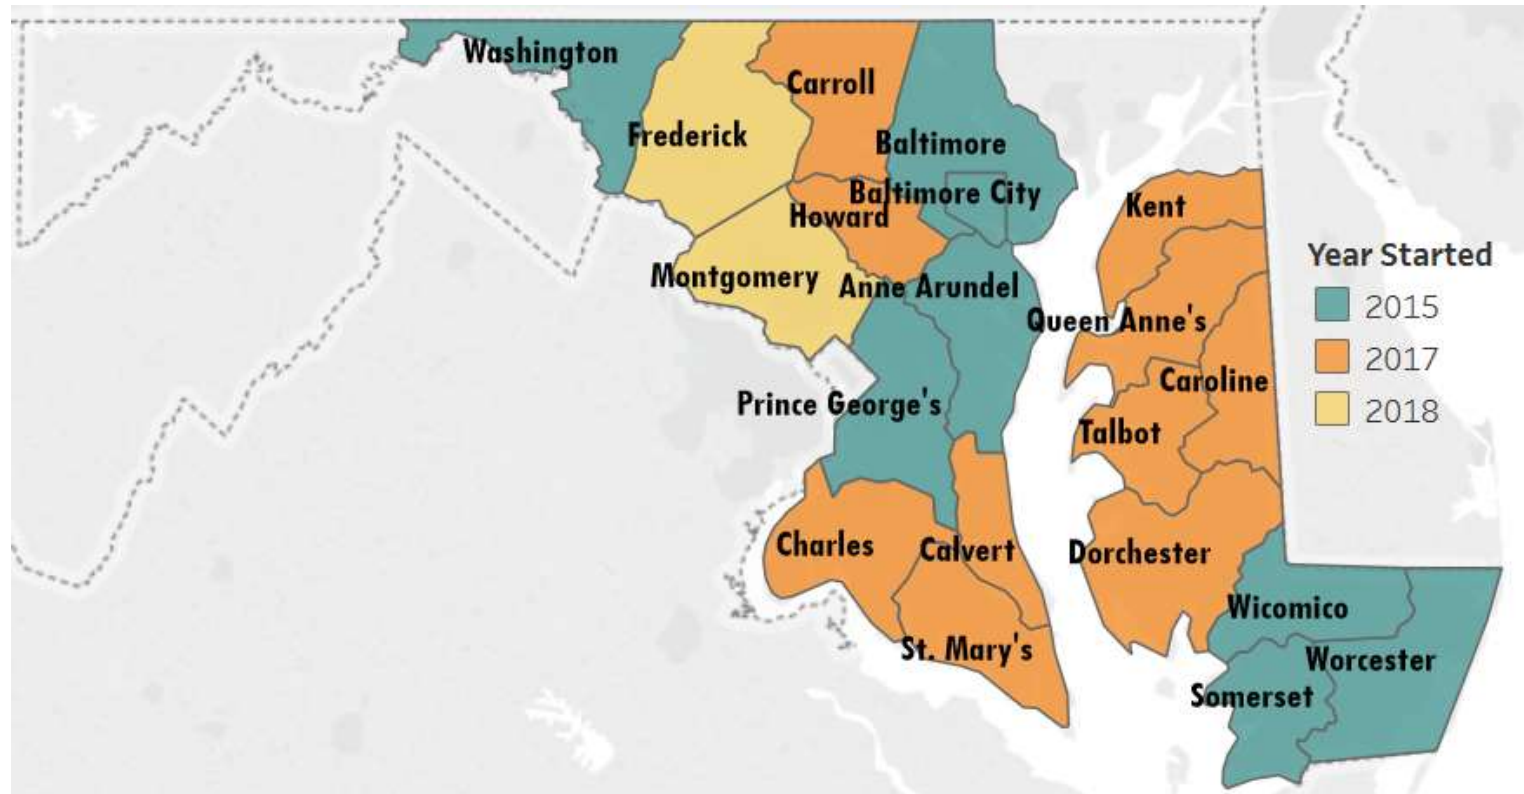 Washington
Carroll
Frederick
Baltimore
Baltimore City
Kent
Howard
Montgomery
Anne Arundel
Queen Anne's
Caroline
Prince George's
Talbot
Charles
Calvert
Dorchester
Wicomico
St. Mary's
Worcester
Somerset
Year Started
2015
2017
2018